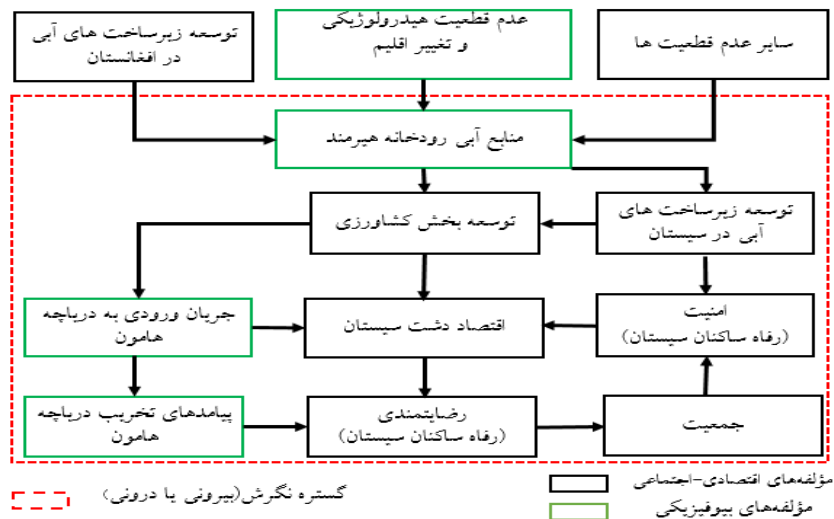 سایر عدم قطعیت ها
عدم قطعیت هیدرولوژیکی
و تغییر اقلیم
توسعه زیرساخت های آبی
در افغانستان
منابع آبی رودخانه هیرمند
توسعه زیرساخت های
آبی در سیستان
توسعه بخش کشاورزی
امنیت
(رفاه ساکنان سیستان)
اقتصاد دشت سیستان
جریان ورودی به دریاچه
هامون
جمعیت
رضایتمندی
(رفاه ساکنان سیستان)
پیامدهای تخریب دریاچه
هامون
مؤلفه‌های اقتصادی-اجتماعی
مؤلفه‌های بیوفیزیکی
گستره نگرش(بیرونی یا درونی)